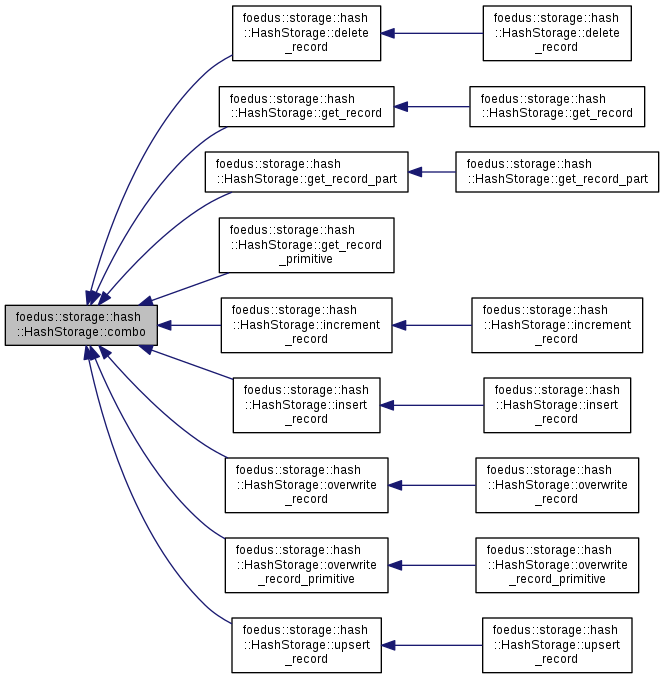 foedus::storage::hash
::HashStorage::delete
_record
foedus::storage::hash
::HashStorage::delete
_record
foedus::storage::hash
::HashStorage::get_record
foedus::storage::hash
::HashStorage::get_record
foedus::storage::hash
::HashStorage::get_record_part
foedus::storage::hash
::HashStorage::get_record_part
foedus::storage::hash
::HashStorage::get_record
_primitive
foedus::storage::hash
::HashStorage::combo
foedus::storage::hash
::HashStorage::increment
_record
foedus::storage::hash
::HashStorage::increment
_record
foedus::storage::hash
::HashStorage::insert
_record
foedus::storage::hash
::HashStorage::insert
_record
foedus::storage::hash
::HashStorage::overwrite
_record
foedus::storage::hash
::HashStorage::overwrite
_record
foedus::storage::hash
::HashStorage::overwrite
_record_primitive
foedus::storage::hash
::HashStorage::overwrite
_record_primitive
foedus::storage::hash
::HashStorage::upsert
_record
foedus::storage::hash
::HashStorage::upsert
_record